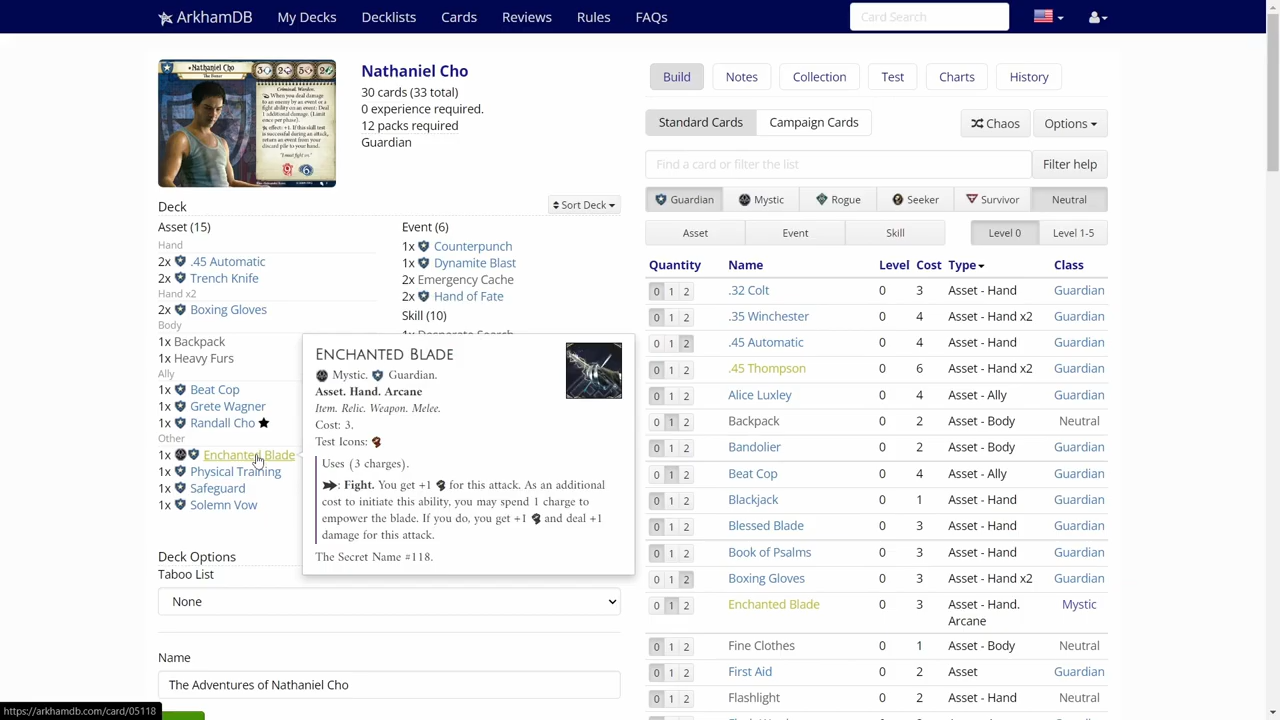 ArkhamDB
My Decks
Decklists
Cards
Reviews
Rules
FAQs
Card Search
Nathaniel Cho
Nathaniel Cho
30 cards (33 total)
0 experience required.
12 packs required
Guardian
Deck
Sort Deck
Asset (15)
Hand
2x .45 Automatic
2x Trench Knife
Hand x2
2x Boxing Gloves
Body
1x Backpack
1x Heavy Furs
Ally
1x Beat Cop
1x Grete Wagner
1x Randall Cho
Other
1x Enchanted Blade
1x Physical Training
1x Safeguard
1x Solemn Vow
Event (6)
1x Counterpunch
1x Dynamite Blast
2x Emergency Cache
2x Hand of Fate
Skill (10)
1x Desperate Search
Enchanted Blade
Mystic. Guardian.
Asset. Hand. Arcane
Item. Relic. Weapon. Melee.
Cost: 3.
Test Icons:
Uses (3 charges).
: Fight. You get +1 for this attack. As an additional
cost to initiate this ability, you may spend 1 charge to
empower the blade. If you do, you get +1 and deal +1
damage for this attack.
The Secret Name #118.
Deck Options
Taboo List
None
Name
The Adventures of Nathaniel Cho
Build
Notes
Collection
Test
Charts
History
Standard Cards
Campaign Cards
Chaos
Options
Find a card or filter the list
Filter help
Guardian
Mystic
Rogue
Seeker
Survivor
Neutral
Asset
Event
Skill
Level 0
Level 1-5
Quantity Name Level Cost Type Class
0 1 2 .32 Colt 0 3 Asset - Hand Guardian
0 1 2 .35 Winchester 0 4 Asset - Hand x2 Guardian
0 1 2 .45 Automatic 0 4 Asset - Hand Guardian
0 1 2 .45 Thompson 0 6 Asset - Hand x2 Guardian
0 1 2 Alice Luxley 0 4 Asset - Ally Guardian
0 1 2 Backpack 0 2 Asset - Body Neutral
0 1 2 Bandolier 0 2 Asset - Body Guardian
0 1 2 Beat Cop 0 4 Asset - Ally Guardian
0 1 2 Blackjack 0 1 Asset - Hand Guardian
0 1 2 Blessed Blade 0 3 Asset - Hand Guardian
0 1 2 Book of Psalms 0 3 Asset - Hand Guardian
0 1 2 Boxing Gloves 0 3 Asset - Hand x2 Guardian
0 1 2 Enchanted Blade 0 3 Asset - Hand. Mystic
Arcane
0 1 2 Fine Clothes 0 1 Asset - Body Neutral
0 1 2 First Aid 0 2 Asset Guardian
0 1 2 Flashlight 0 2 Asset - Hand Neutral
https://arkhamdb.com/card/05118